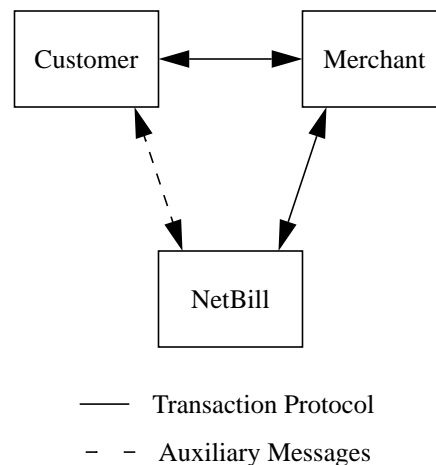 Customer
Merchant
NetBill
Transaction Protocol
Auxiliary Messages